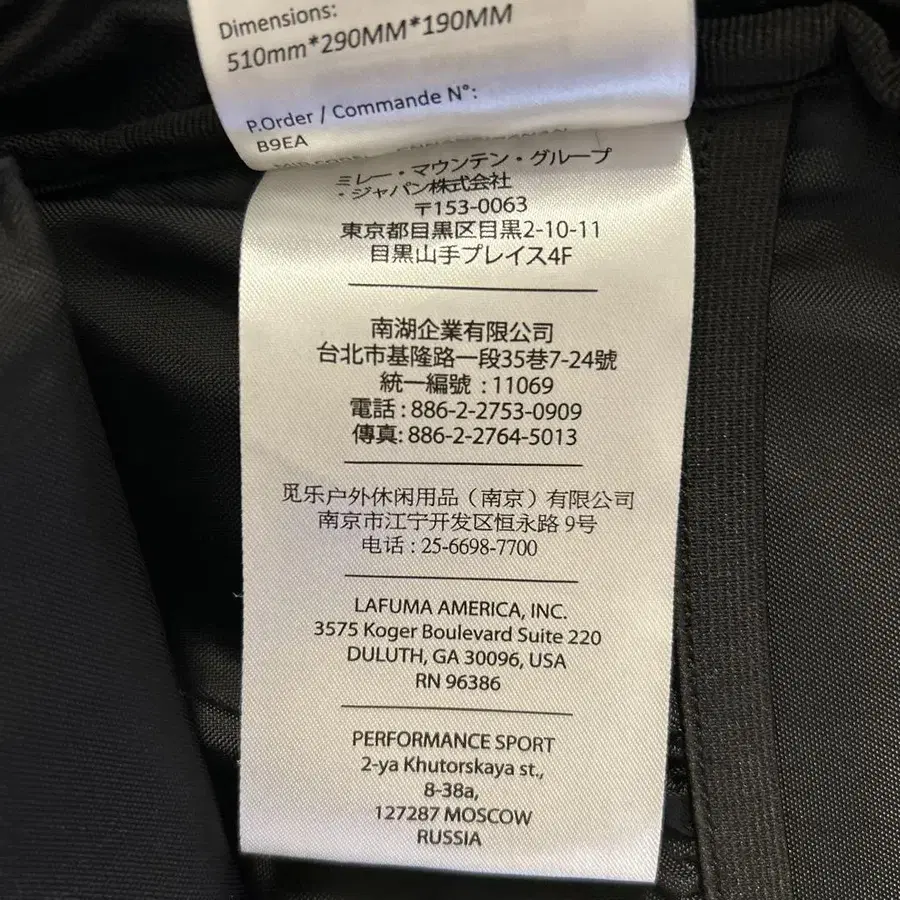 Dimensions:
510mm*290MM*190MM
P.Order / Commande N°:
B9EA
ミレー・マウンテン・グループ
・ジャパン株式会社
〒153-0063
東京都目黒区目黒2-10-11
目黒山手プレイス4F
南湖企業有限公司
台北市基隆路一段35巷7-24號
統一編號 : 11069
電話 : 886-2-2753-0909
傳真: 886-2-2764-5013
觅乐户外休闲用品（南京）有限公司
南京市江宁开发区恒永路 9号
电话 : 25-6698-7700
LAFUMA AMERICA, INC.
3575 Koger Boulevard Suite 220
DULUTH, GA 30096, USA
RN 96386
PERFORMANCE SPORT
2-ya Khutorskaya st.,
8-38a,
127287 MOSCOW
RUSSIA